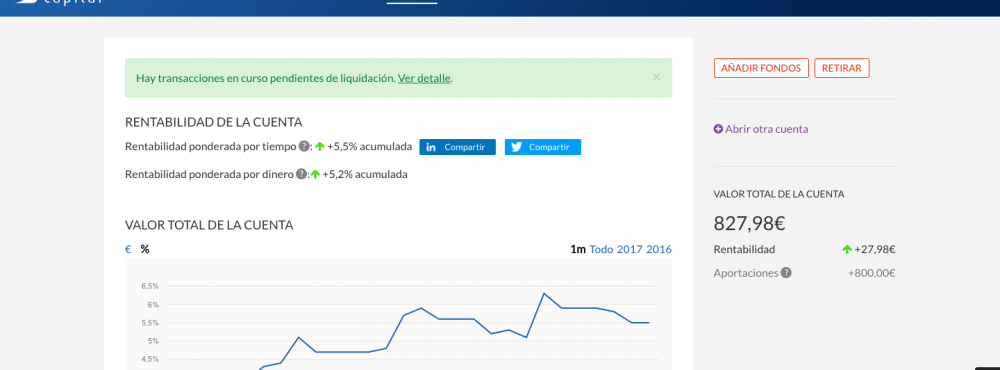 capital
Hay transacciones en curso pendientes de liquidación. Ver detalle. ×
RENTABILIDAD DE LA CUENTA
Rentabilidad ponderada por tiempo ?: +5,5% acumulada in Compartir Compartir
Rentabilidad ponderada por dinero ?: +5,2% acumulada
VALOR TOTAL DE LA CUENTA
€ % 1m Todo 2017 2016
6,5%
6%
5,5%
5%
4,5%
AÑADIR FONDOS RETIRAR
Abrir otra cuenta
VALOR TOTAL DE LA CUENTA
827,98€
Rentabilidad +27,98€
Aportaciones ? +800,00€